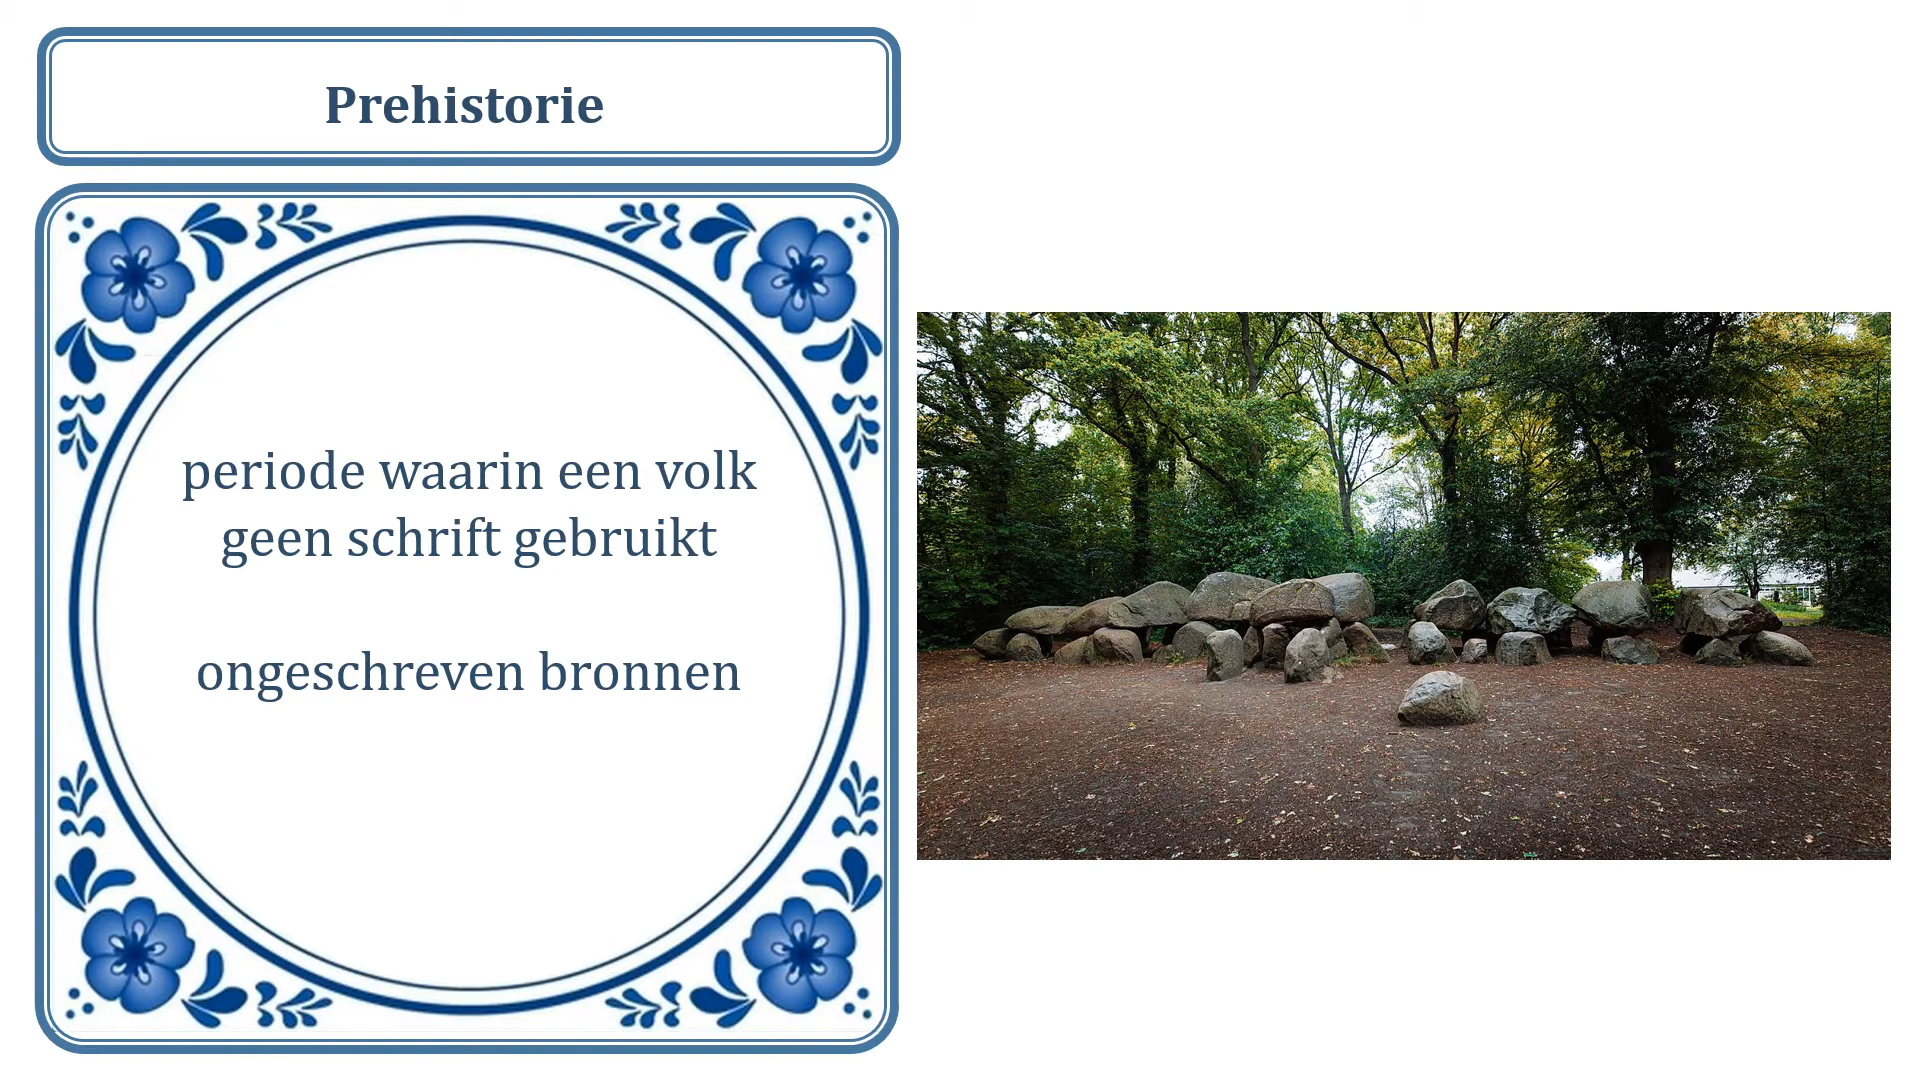 Prehistorie
periode waarin een volk
geen schrift gebruikt
ongeschreven bronnen